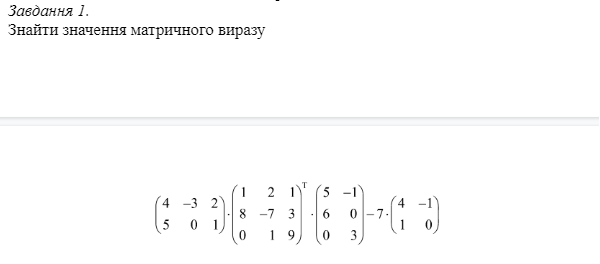 Завдання 1.
Знайти значення матричного виразу
( 4 –3 2 ) · ( 1 2 1 )ᵀ · ( 5 –1 ) – 7 · ( 4 –1 )
( 5 0 1 ) ( 8 –7 3 ) ( 6 0 ) ( 1 0 )
( 0 1 9 ) ( 0 3 )